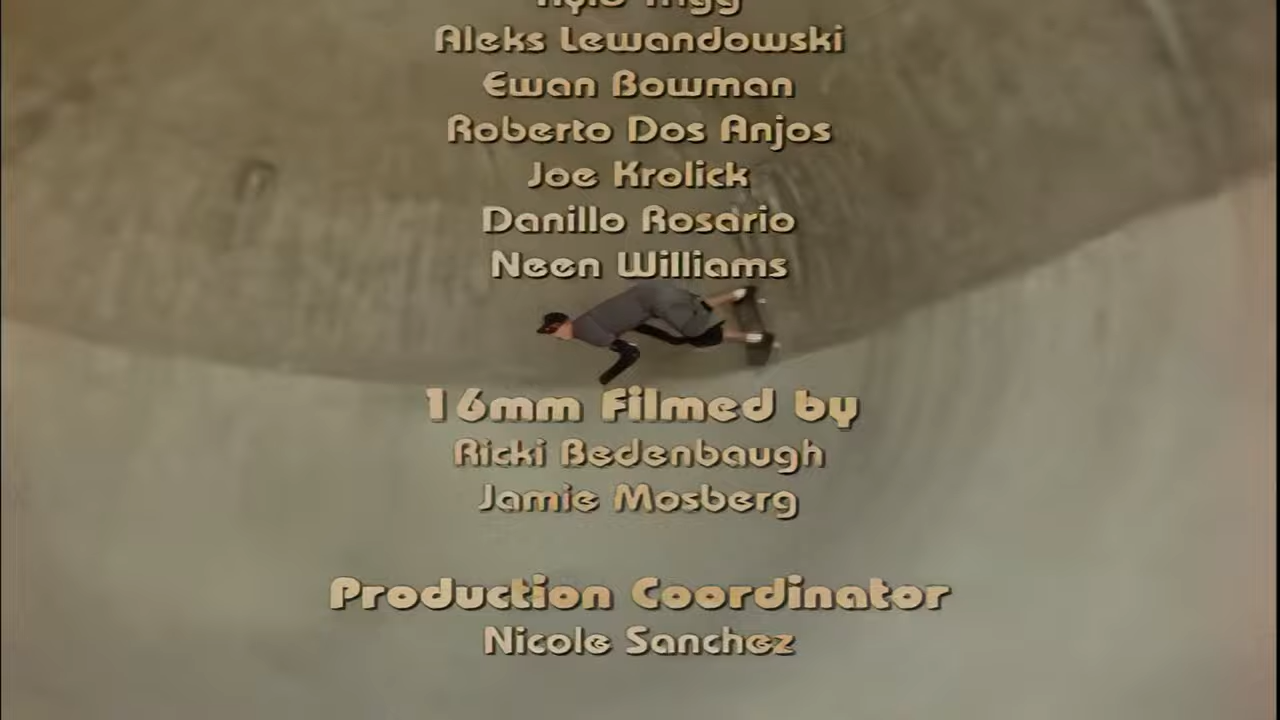 Aleks Lewandowski
Ewan Bowman
Roberto Dos Anjos
Joe Krolick
Danillo Rosario
Neen Williams
16mm Filmed by
Ricki Bedenbaugh
Jamie Mosberg
Production Coordinator
Nicole Sanchez